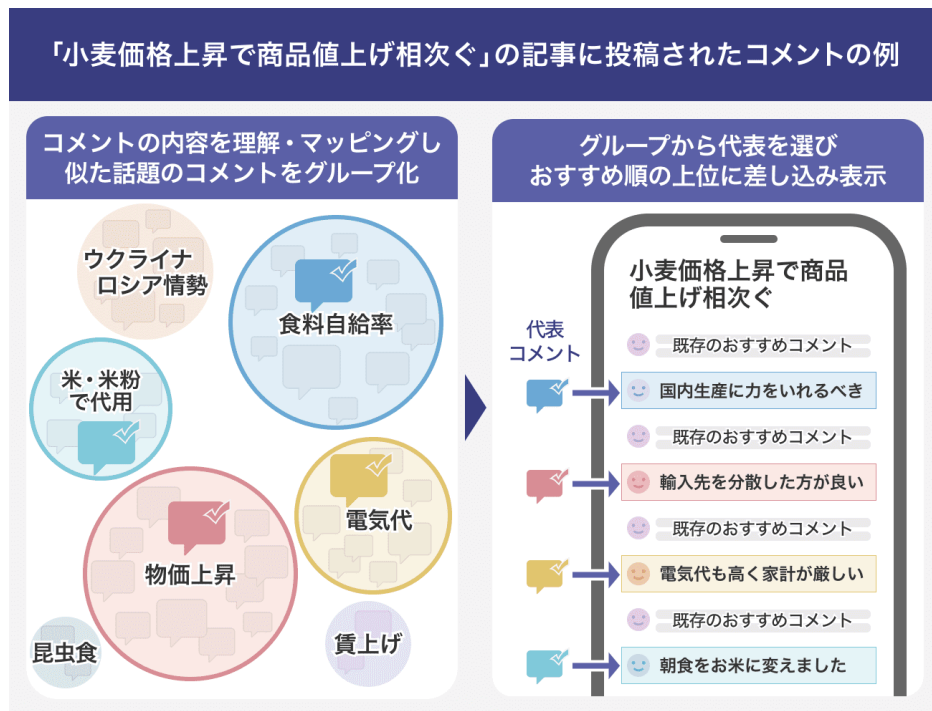 「小麦価格上昇で商品値上げ相次ぐ」の記事に投稿されたコメントの例
コメントの内容を理解・マッピングし
似た話題のコメントをグループ化
ウクライナ
ロシア情勢
食料自給率
米・米粉
で代用
電気代
物価上昇
昆虫食
賃上げ
グループから代表を選び
おすすめ順の上位に差し込み表示
小麦価格上昇で商品
値上げ相次ぐ
代表
コメント
既存のおすすめコメント
国内生産に力をいれるべき
既存のおすすめコメント
輸入先を分散した方が良い
既存のおすすめコメント
電気代も高く家計が厳しい
既存のおすすめコメント
朝食をお米に変えました